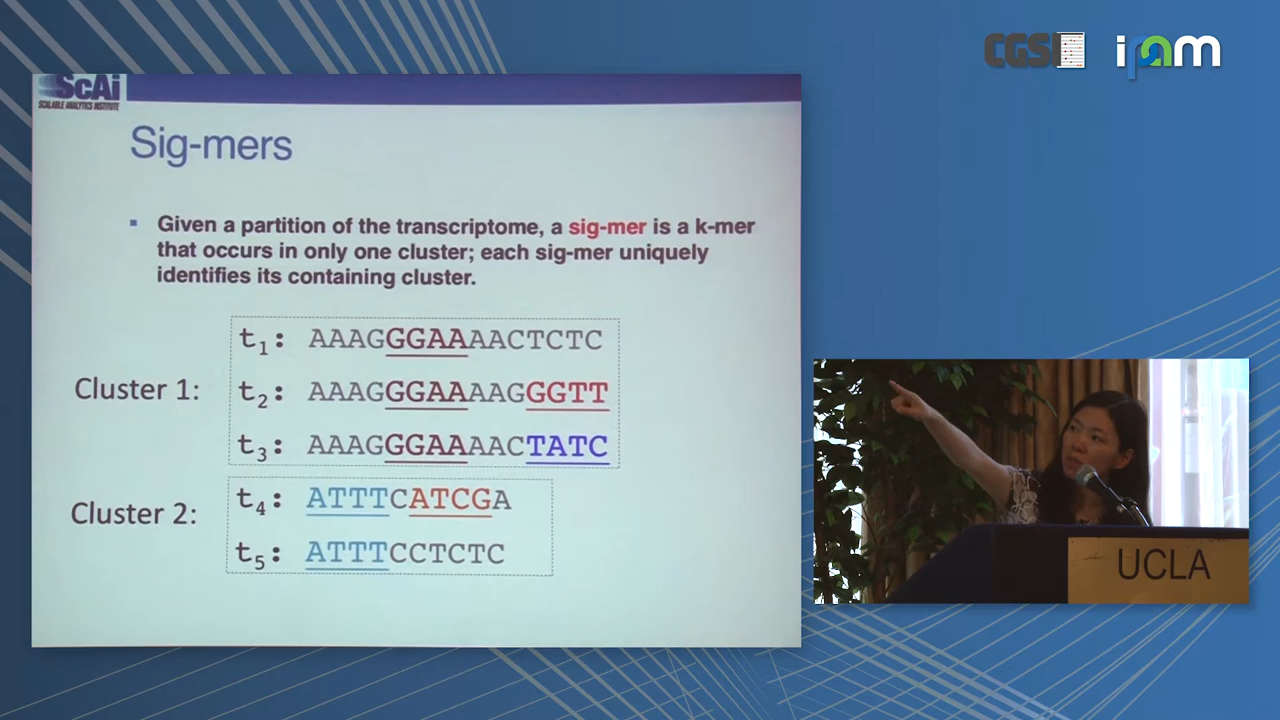 CGSI
ipam
ScAi
SCALABLE ANALYTICS INSTITUTE
Sig-mers
Given a partition of the transcriptome, a sig-mer is a k-mer
that occurs in only one cluster; each sig-mer uniquely
identifies its containing cluster.
t1: AAAGGGAAAACTCTC
Cluster 1: t2: AAAGGGAAAAGGGTT
t3: AAAGGGAAAACTATC
Cluster 2: t4: ATTTCATCGA
t5: ATTTCCTCTC
UCLA